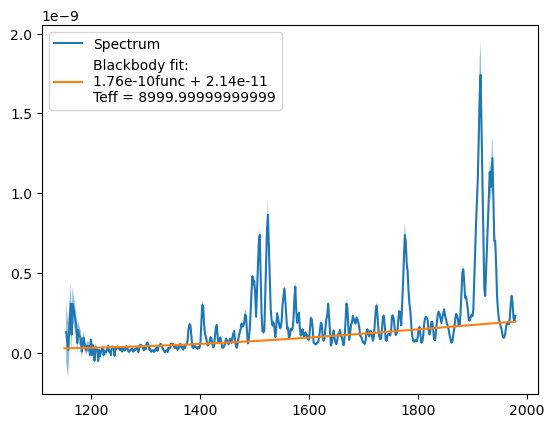 1e−9
2.0
1.5
1.0
0.5
0.0
Spectrum
Blackbody fit:
1.76e-10func + 2.14e-11
Teff = 8999.99999999999
1200
1400
1600
1800
2000